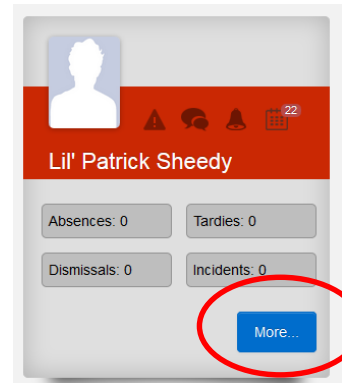 22
Lil' Patrick Sheedy
Absences: 0 Tardies: 0
Dismissals: 0 Incidents: 0
More...